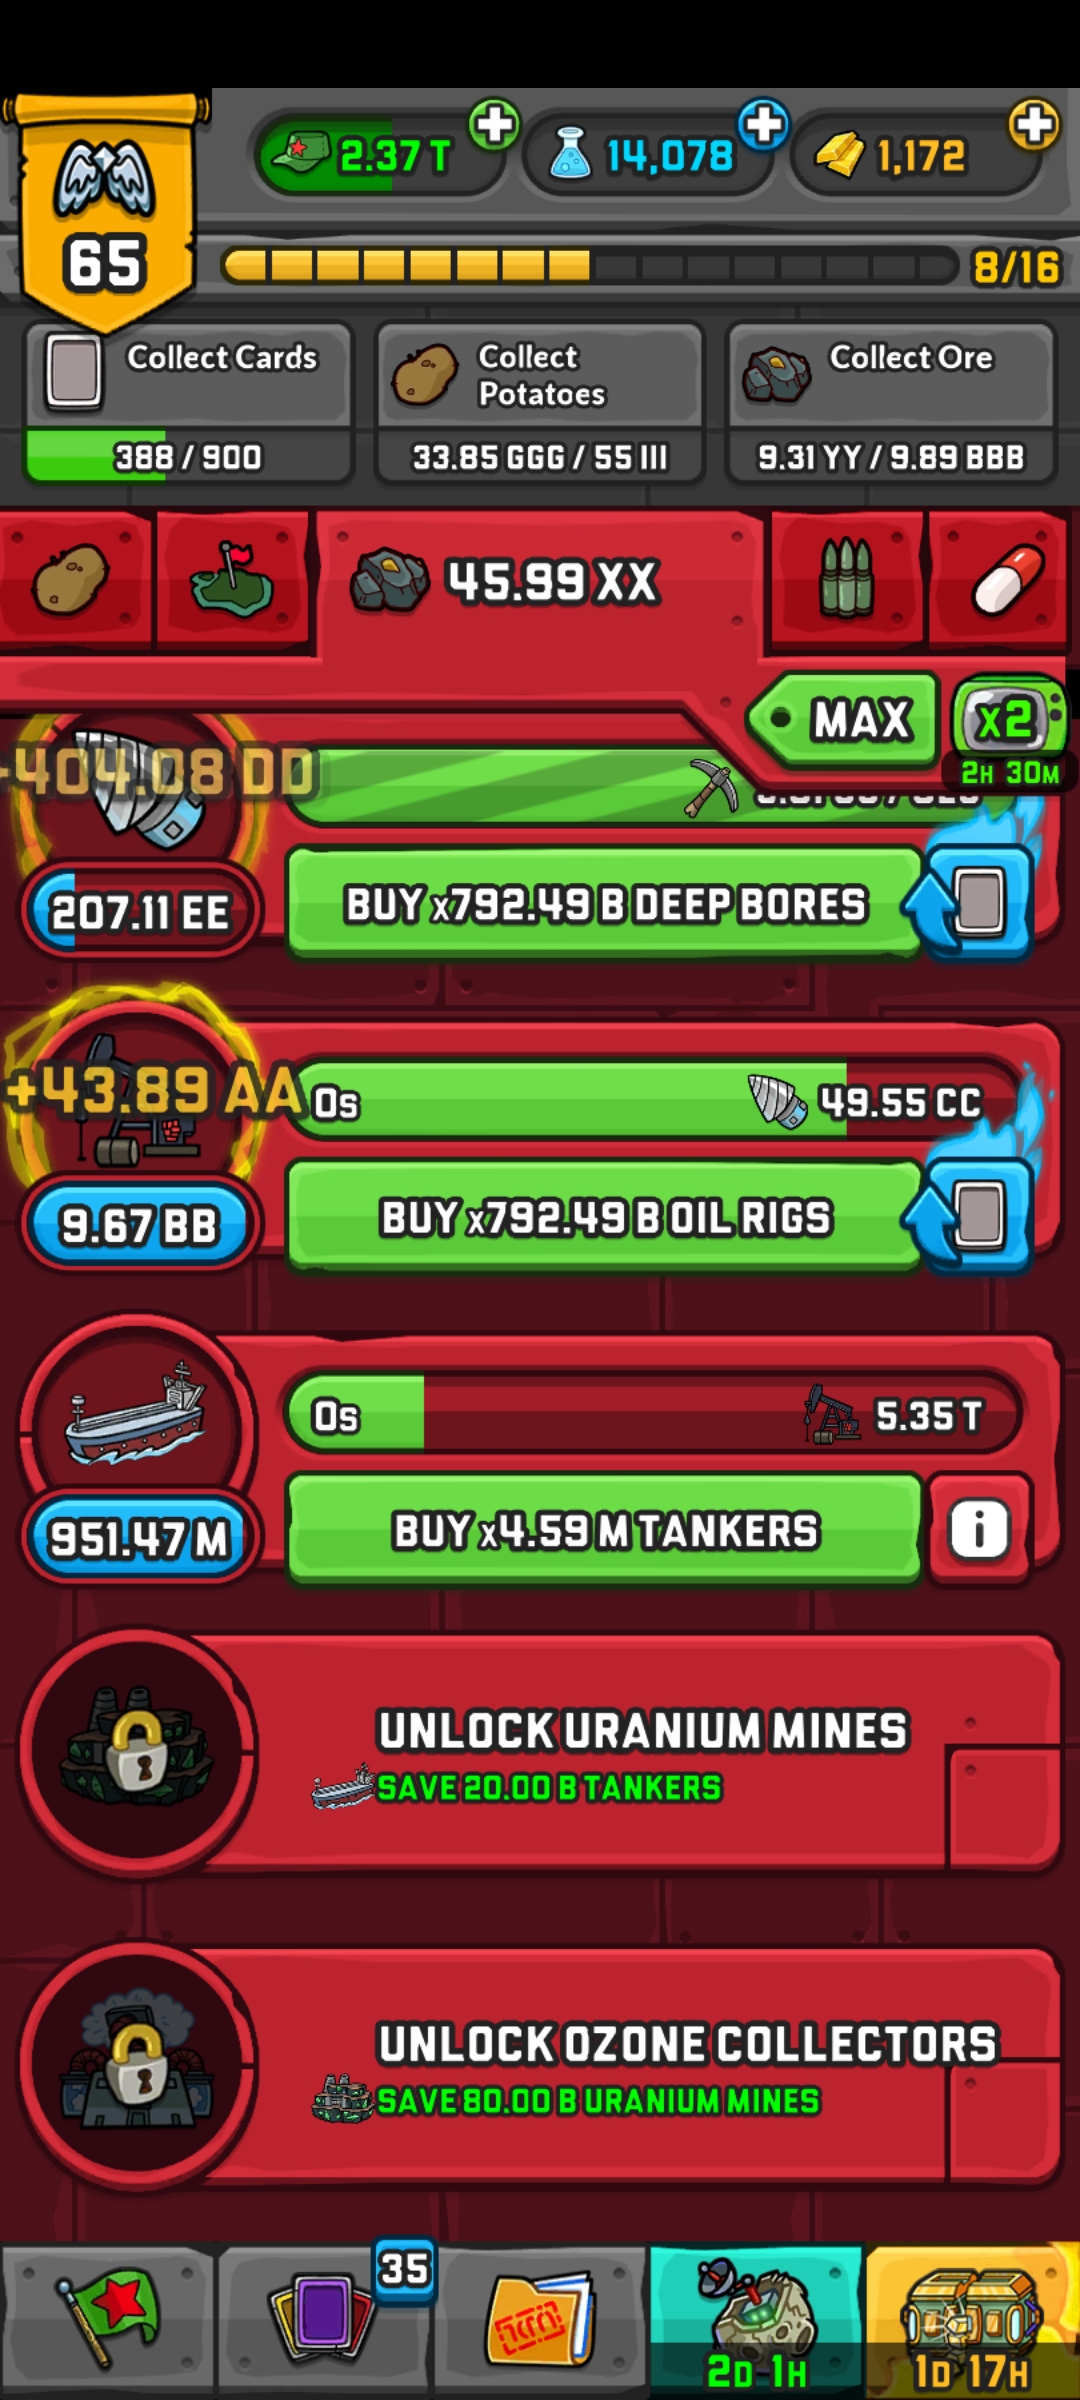 2.37 T
14,078
1,172
65
8/16
Collect Cards
388 / 900
Collect
Potatoes
33.85 GGG / 55 III
Collect Ore
9.31 YY / 9.89 BBB
45.99 XX
MAX
x2
2H 30M
+404.08 DD
207.11 EE
BUY x792.49 B DEEP BORES
+43.89 AA
0s
49.55 CC
9.67 BB
BUY x792.49 B OIL RIGS
0s
5.35 T
951.47 M
BUY x4.59 M TANKERS
i
UNLOCK URANIUM MINES
SAVE 20.00 B TANKERS
UNLOCK OZONE COLLECTORS
SAVE 80.00 B URANIUM MINES
35
2D 1H
1D 17H